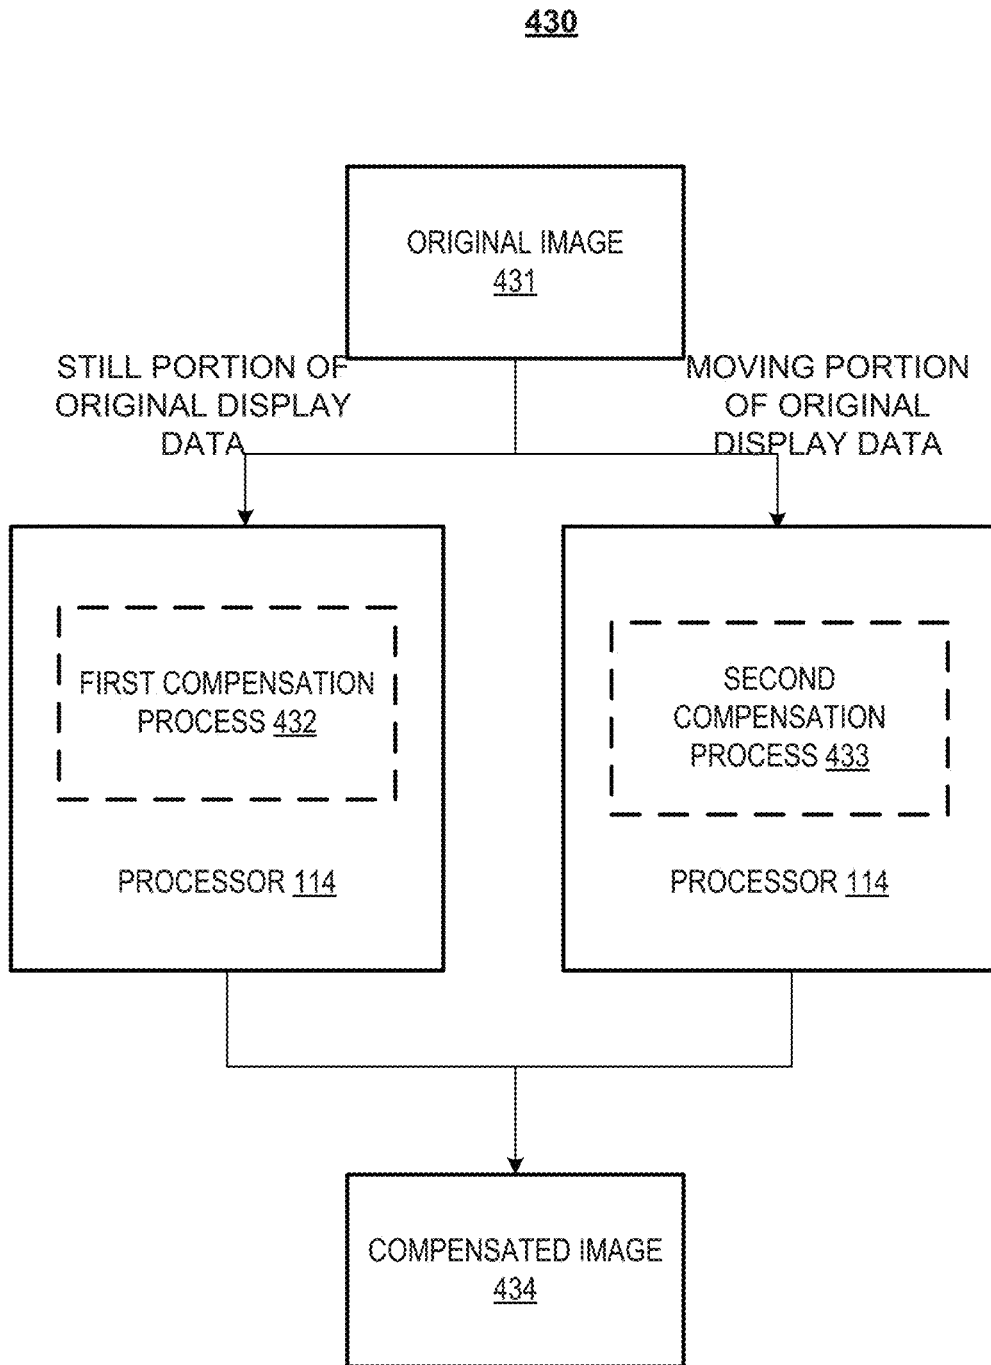 430
ORIGINAL IMAGE
431
STILL PORTION OF
ORIGINAL DISPLAY
DATA
MOVING PORTION
OF ORIGINAL
DISPLAY DATA
FIRST COMPENSATION
PROCESS 432
PROCESSOR 114
SECOND
COMPENSATION
PROCESS 433
PROCESSOR 114
COMPENSATED IMAGE
434